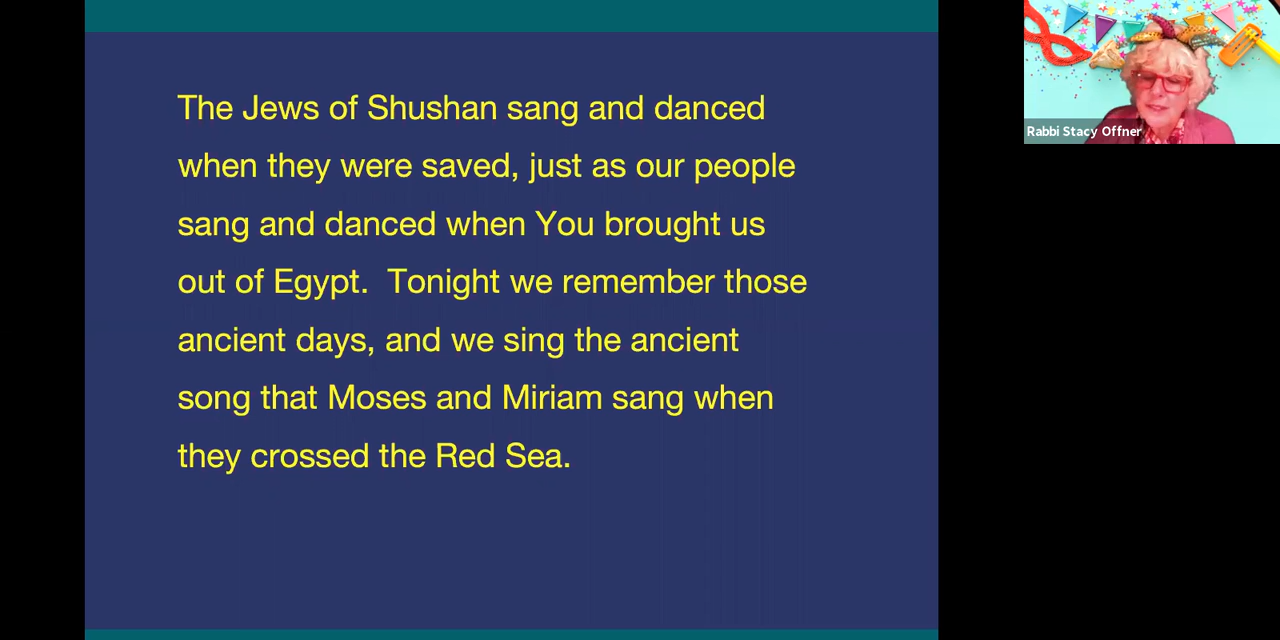 The Jews of Shushan sang and danced
when they were saved, just as our people
sang and danced when You brought us
out of Egypt.  Tonight we remember those
ancient days, and we sing the ancient
song that Moses and Miriam sang when
they crossed the Red Sea.
Rabbi Stacy Offner